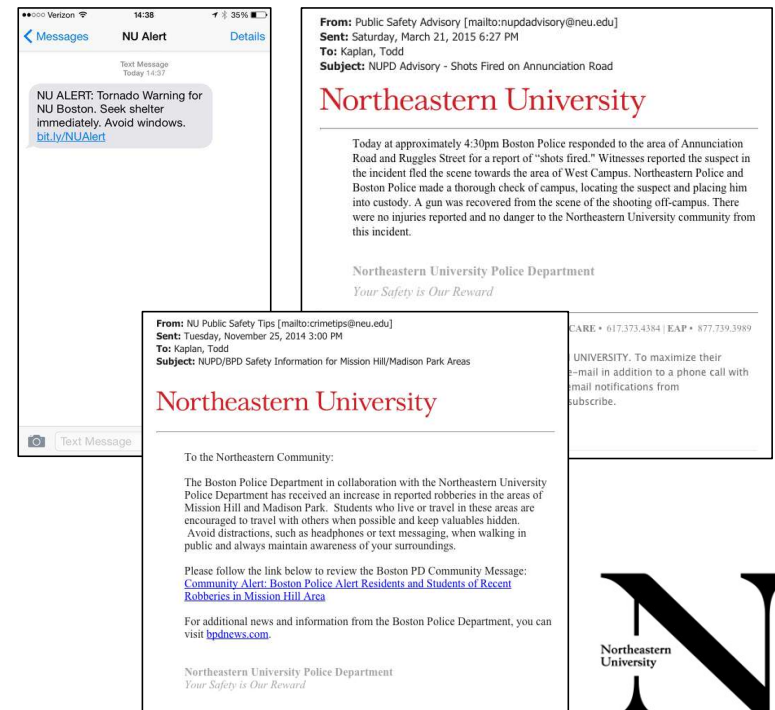 Verizon 14:38 35%
Messages NU Alert Details
Text Message
Today 14:37
NU ALERT: Tornado Warning for
NU Boston. Seek shelter
immediately. Avoid windows.
bit.ly/NUAlert
Text Message
From: Public Safety Advisory [mailto:nupdadvisory@neu.edu]
Sent: Saturday, March 21, 2015 6:27 PM
To: Kaplan, Todd
Subject: NUPD Advisory - Shots Fired on Annunciation Road
Northeastern University
Today at approximately 4:30pm Boston Police responded to the area of Annunciation
Road and Ruggles Street for a report of “shots fired." Witnesses reported the suspect in
the incident fled the scene towards the area of West Campus. Northeastern Police and
Boston Police made a thorough check of campus, locating the suspect and placing him
into custody. A gun was recovered from the scene of the shooting off-campus. There
were no injuries reported and no danger to the Northeastern University community from
this incident.
Northeastern University Police Department
Your Safety is Our Reward
CARE • 617.373.4384 | EAP • 877.739.3989
UNIVERSITY. To maximize their
e-mail in addition to a phone call with
email notifications from
subscribe.
From: NU Public Safety Tips [mailto:crimetips@neu.edu]
Sent: Tuesday, November 25, 2014 3:00 PM
To: Kaplan, Todd
Subject: NUPD/BPD Safety Information for Mission Hill/Madison Park Areas
Northeastern University
To the Northeastern Community:
The Boston Police Department in collaboration with the Northeastern University
Police Department has received an increase in reported robberies in the areas of
Mission Hill and Madison Park. Students who live or travel in these areas are
encouraged to travel with others when possible and keep valuables hidden.
Avoid distractions, such as headphones or text messaging, when walking in
public and always maintain awareness of your surroundings.
Please follow the link below to review the Boston PD Community Message:
Community Alert: Boston Police Alert Residents and Students of Recent
Robberies in Mission Hill Area
For additional news and information from the Boston Police Department, you can
visit bpdnews.com.
Northeastern University Police Department
Your Safety is Our Reward
N
Northeastern
University